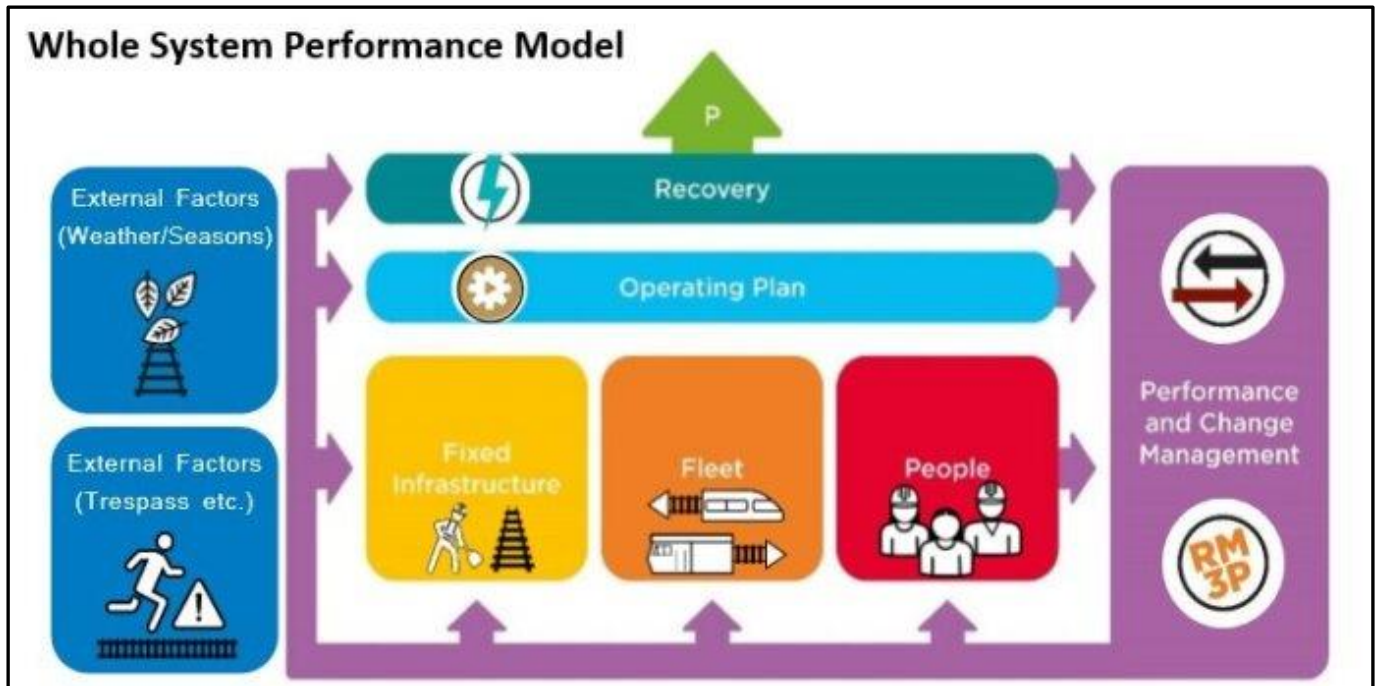 Whole System Performance Model
P
External Factors
(Weather/Seasons)
Recovery
Operating Plan
External Factors
(Trespass etc.)
Fixed
Infrastructure
Fleet
People
Performance
and Change
Management
RM
3P